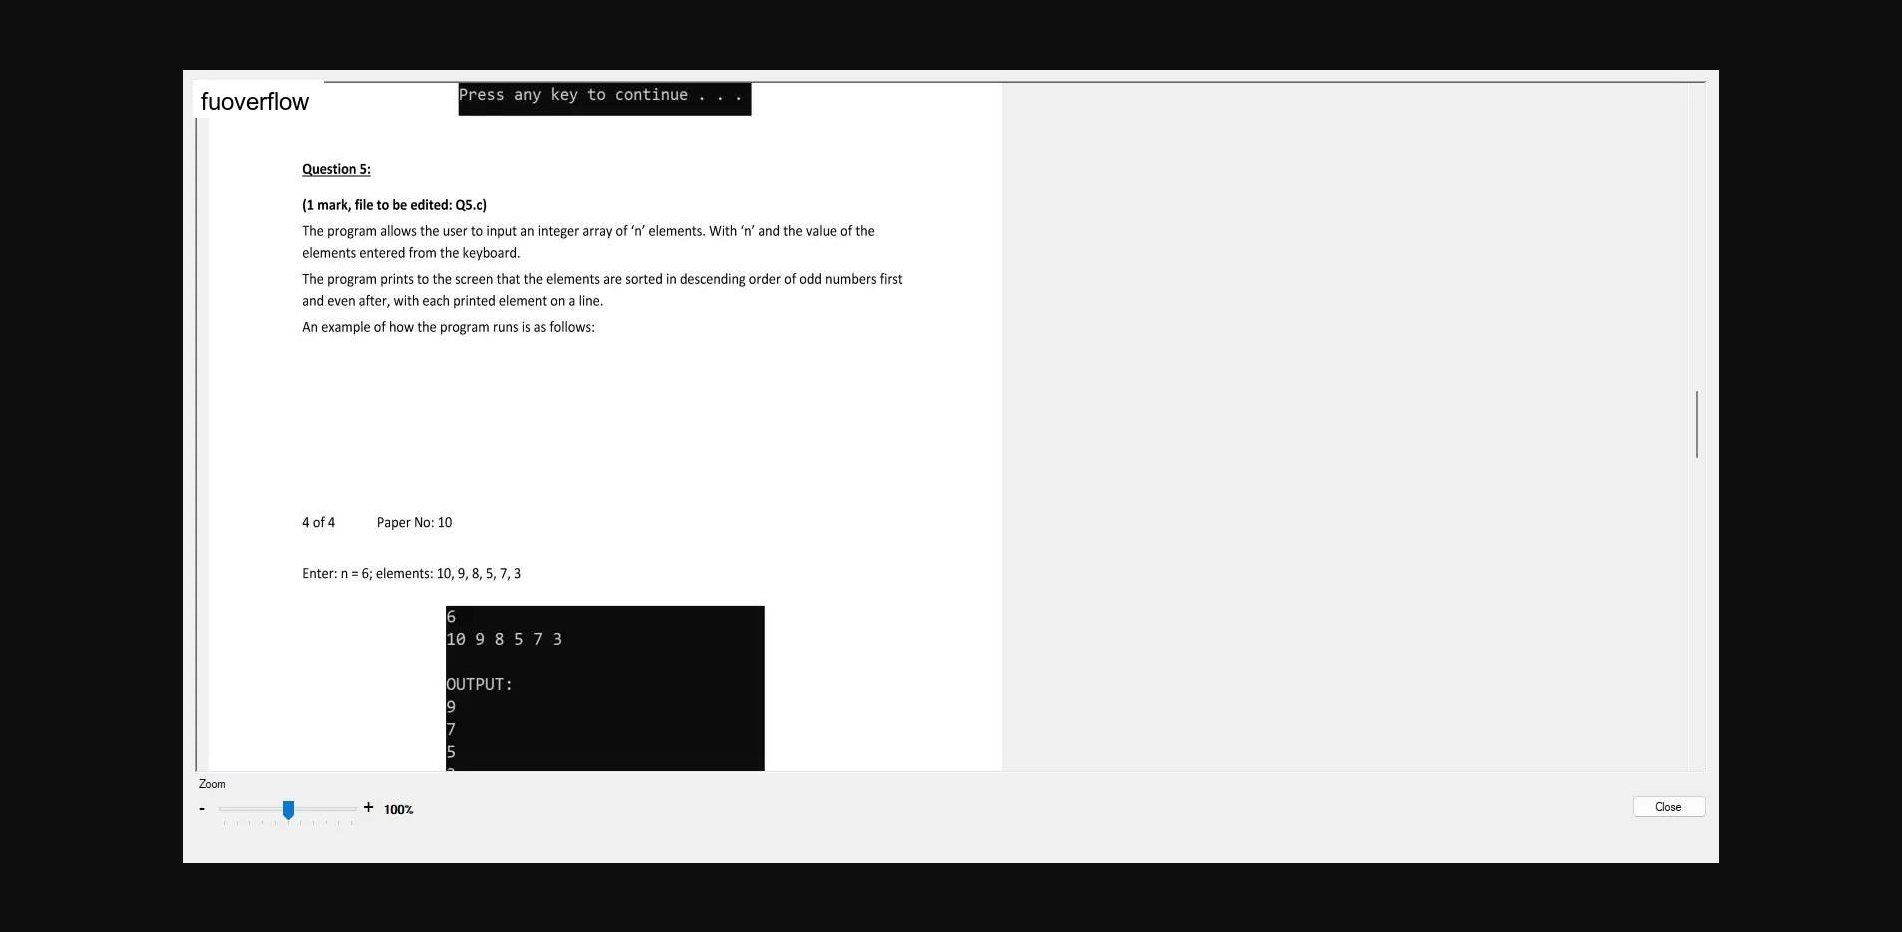 fuoverflow
Press any key to continue . . .
Question 5:
(1 mark, file to be edited: Q5.c)
The program allows the user to input an integer array of ‘n’ elements. With ‘n’ and the value of the
elements entered from the keyboard.
The program prints to the screen that the elements are sorted in descending order of odd numbers first
and even after, with each printed element on a line.
An example of how the program runs is as follows:
4 of 4 Paper No: 10
Enter: n = 6; elements: 10, 9, 8, 5, 7, 3
6
10 9 8 5 7 3
OUTPUT:
9
7
5
Zoom
- + 100%
Close